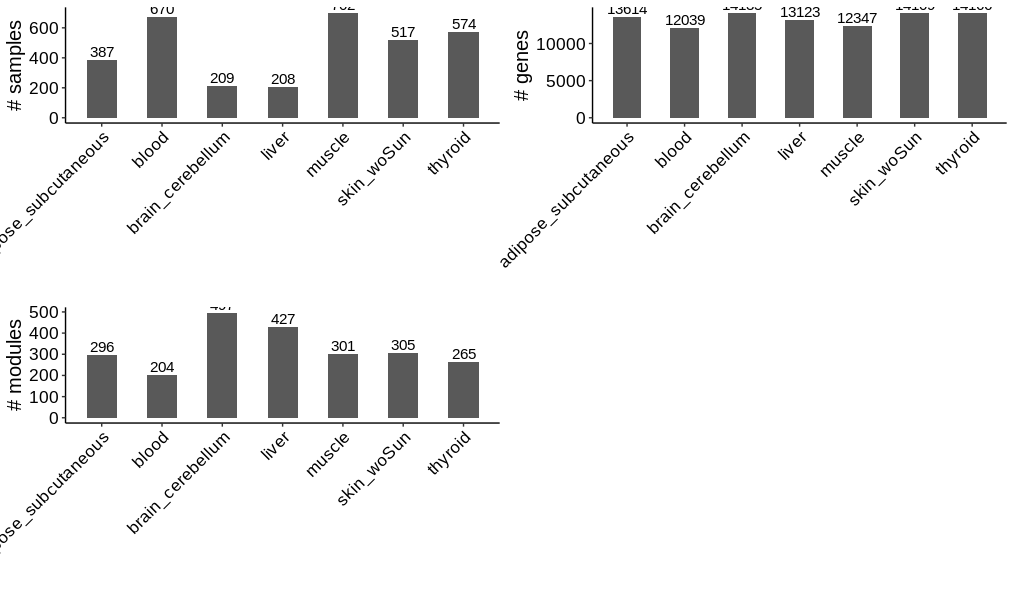 670
387
209
208
517
574
# samples
600
400
200
0
blood
brain_cerebellum
liver
muscle
skin_woSun
thyroid
13614
12039
13123
12347
# genes
10000
5000
0
adipose_subcutaneous
blood
brain_cerebellum
liver
muscle
skin_woSun
thyroid
296
204
427
301
305
265
# modules
500
400
300
200
100
0
blood
brain_cerebellum
liver
muscle
skin_woSun
thyroid